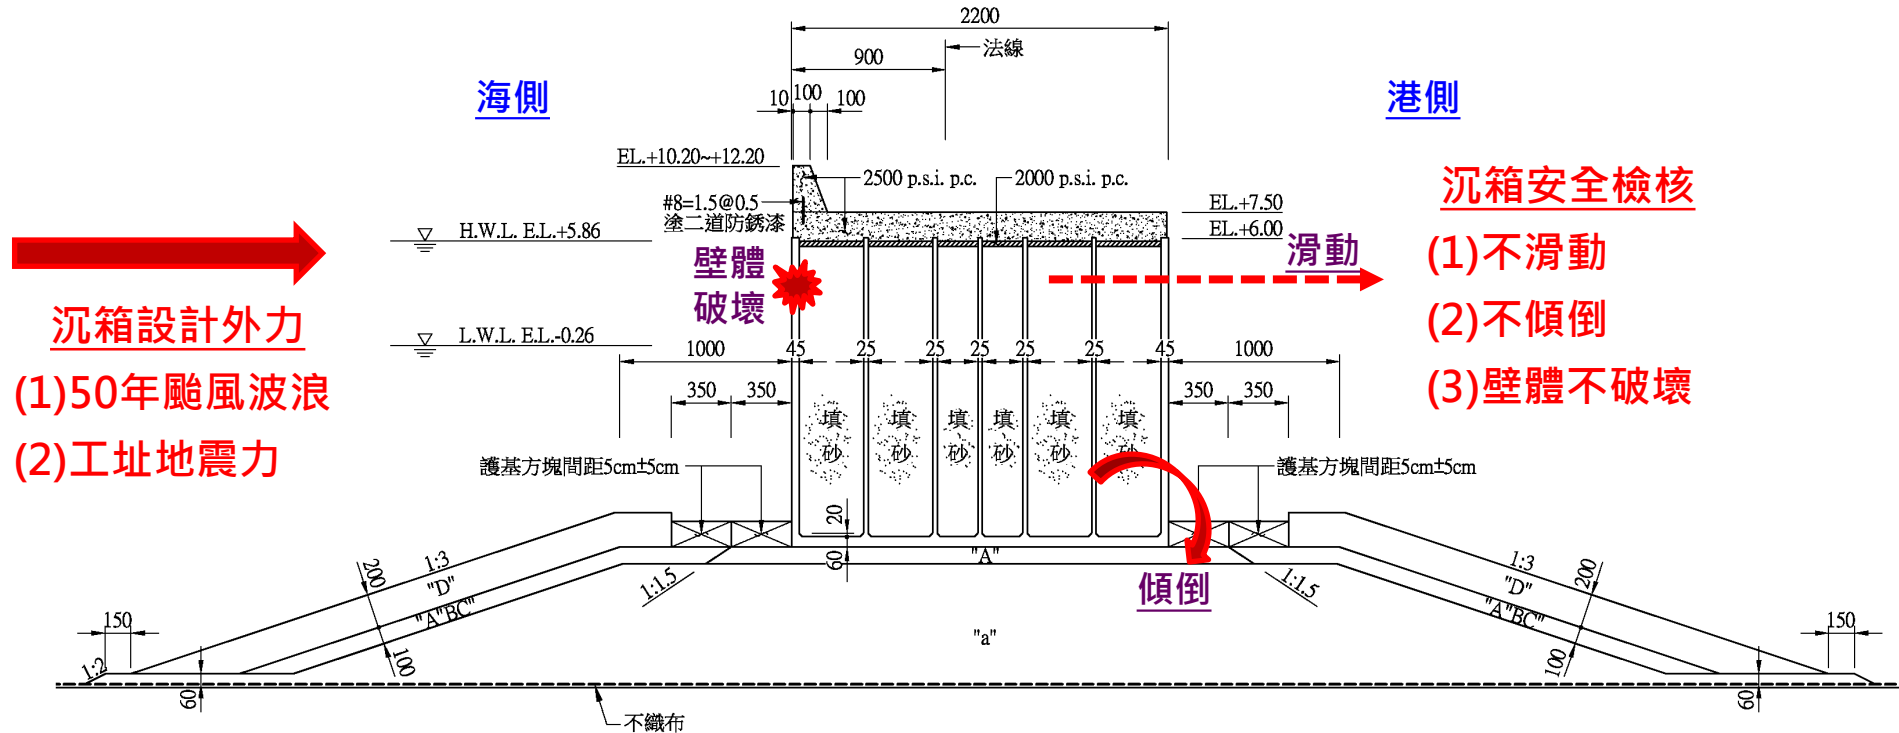 2200
法線
900
海側
港側
10
100
100
EL.+10.20~+12.20
2500 p.s.i. p.c.
2000 p.s.i. p.c.
沉箱安全檢核
#8=1.5@0.5
塗二道防銹漆
EL.+7.50
EL.+6.00
H.W.L. E.L.+5.86
壁體
破壞
滑動
(1)不滑動
沉箱設計外力
L.W.L. E.L.-0.26
(2)不傾倒
1000
45
25
25
25
25
25
45
1000
(1)50年颱風波浪
350
350
350
350
(3)壁體不破壞
填砂
填砂
填砂
填砂
填砂
填砂
(2)工址地震力
護基方塊間距5cm±5cm
護基方塊間距5cm±5cm
20
60
"A"
1:3
200
"D"
"A"BC"
100
1:1.5
傾倒
1:1.5
1:3
200
"D"
"A"BC"
100
150
1:2
60
"a"
150
60
不織布